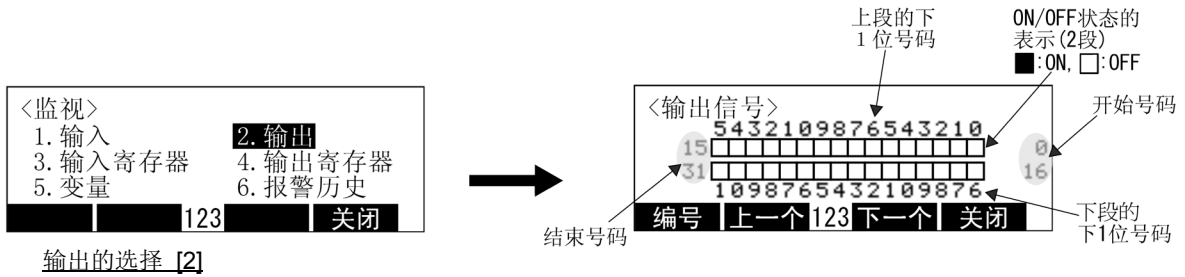 上段的下
1位号码
ON/OFF状态的
表示(2段)
■:ON, □:OFF
<监视>
1.输入 2.输出
3.输入寄存器 4.输出寄存器
5.变量 6.报警历史
123 关闭
输出的选择 [2]
<输出信号>
5432109876543210
15 0
31 16
1098765432109876
编号 上一个 123 下一个 关闭
开始号码
结束号码
下段的
下1位号码